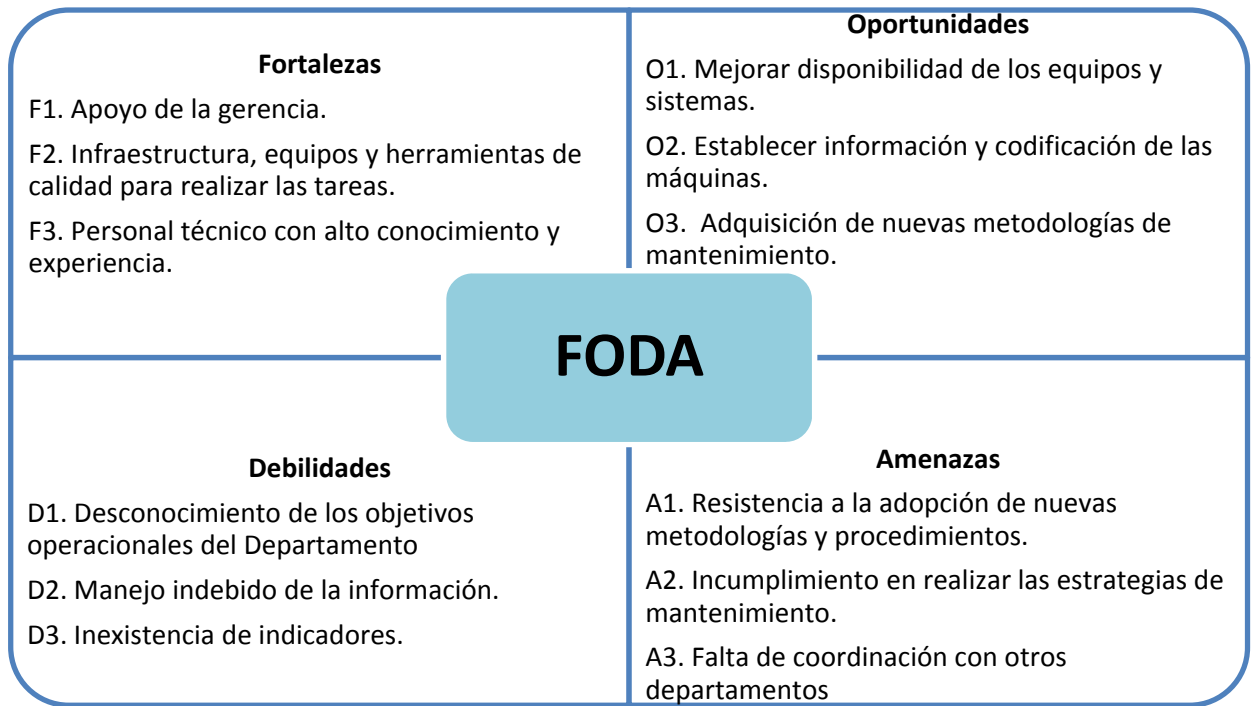 Fortalezas
F1. Apoyo de la gerencia.
F2. Infraestructura, equipos y herramientas de
calidad para realizar las tareas.
F3. Personal técnico con alto conocimiento y
experiencia.
Oportunidades
O1. Mejorar disponibilidad de los equipos y
sistemas.
O2. Establecer información y codificación de las
máquinas.
O3. Adquisición de nuevas metodologías de
mantenimiento.
FODA
Debilidades
D1. Desconocimiento de los objetivos
operacionales del Departamento
D2. Manejo indebido de la información.
D3. Inexistencia de indicadores.
Amenazas
A1. Resistencia a la adopción de nuevas
metodologías y procedimientos.
A2. Incumplimiento en realizar las estrategias de
mantenimiento.
A3. Falta de coordinación con otros
departamentos